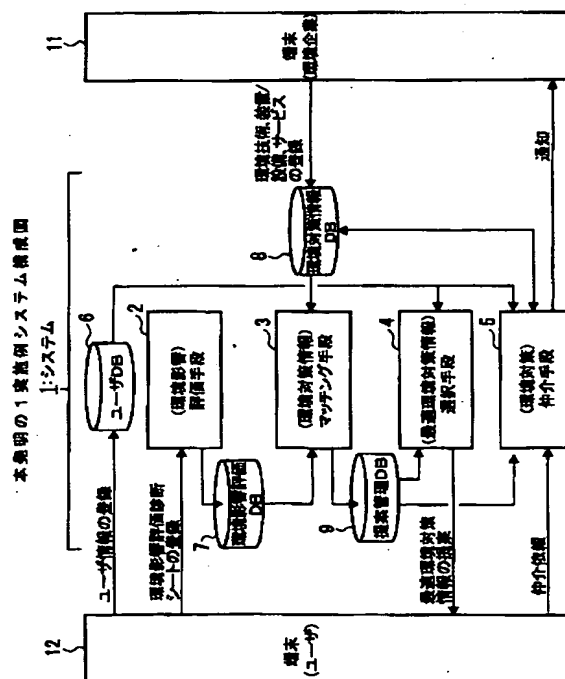 本発明の1実施例システム構成図
1:システム
12
端末
(ユーザ)
ユーザ情報の登録
環境影響評価診断
シートの登録
最適環境対策
情報の提案
仲介依頼
6
ユーザDB
2
(環境影響)
評価手段
7
環境影響評価
DB
3
(環境対策情報)
マッチング手段
9
提案管理DB
4
(最適環境対策情報)
選択手段
5
(環境対策)
仲介手段
8
環境対策情報
DB
環境技術、装置/
設備、サービス
の登録
通知
11
端末
(環境企業)